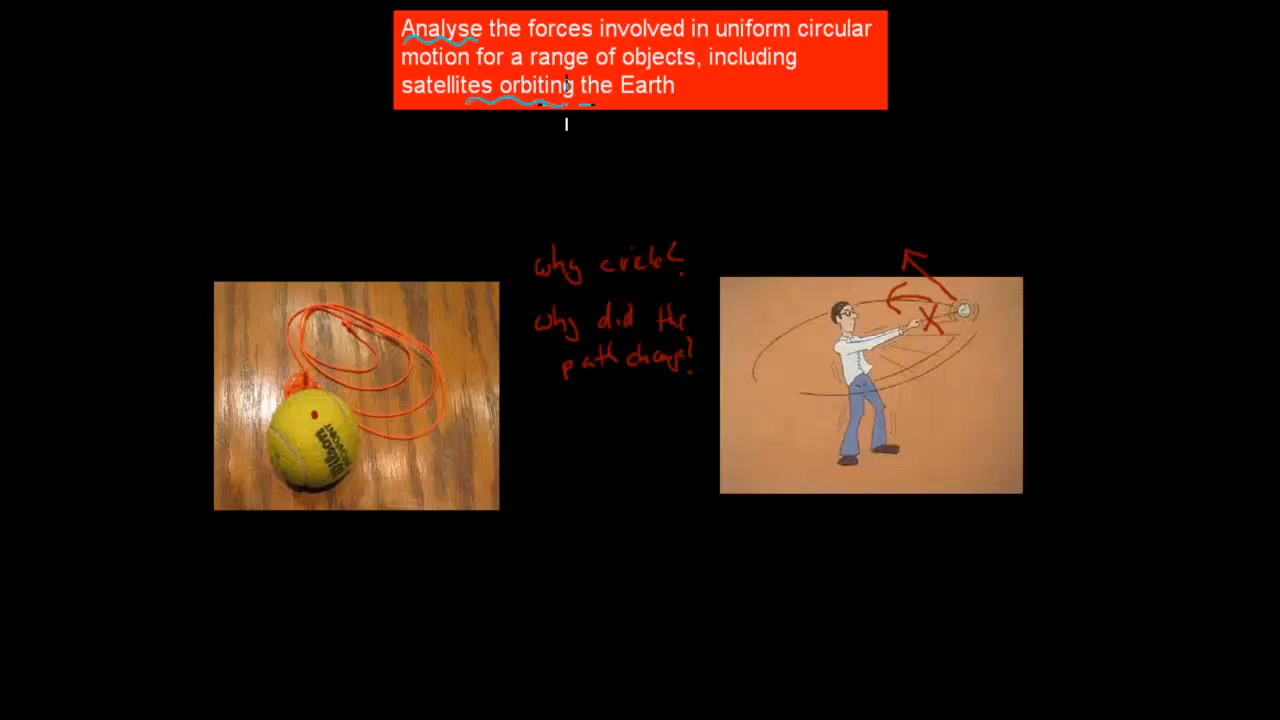 Analyse the forces involved in uniform circular
motion for a range of objects, including
satellites orbiting the Earth
why circle?
why did the
path change?
Wilson